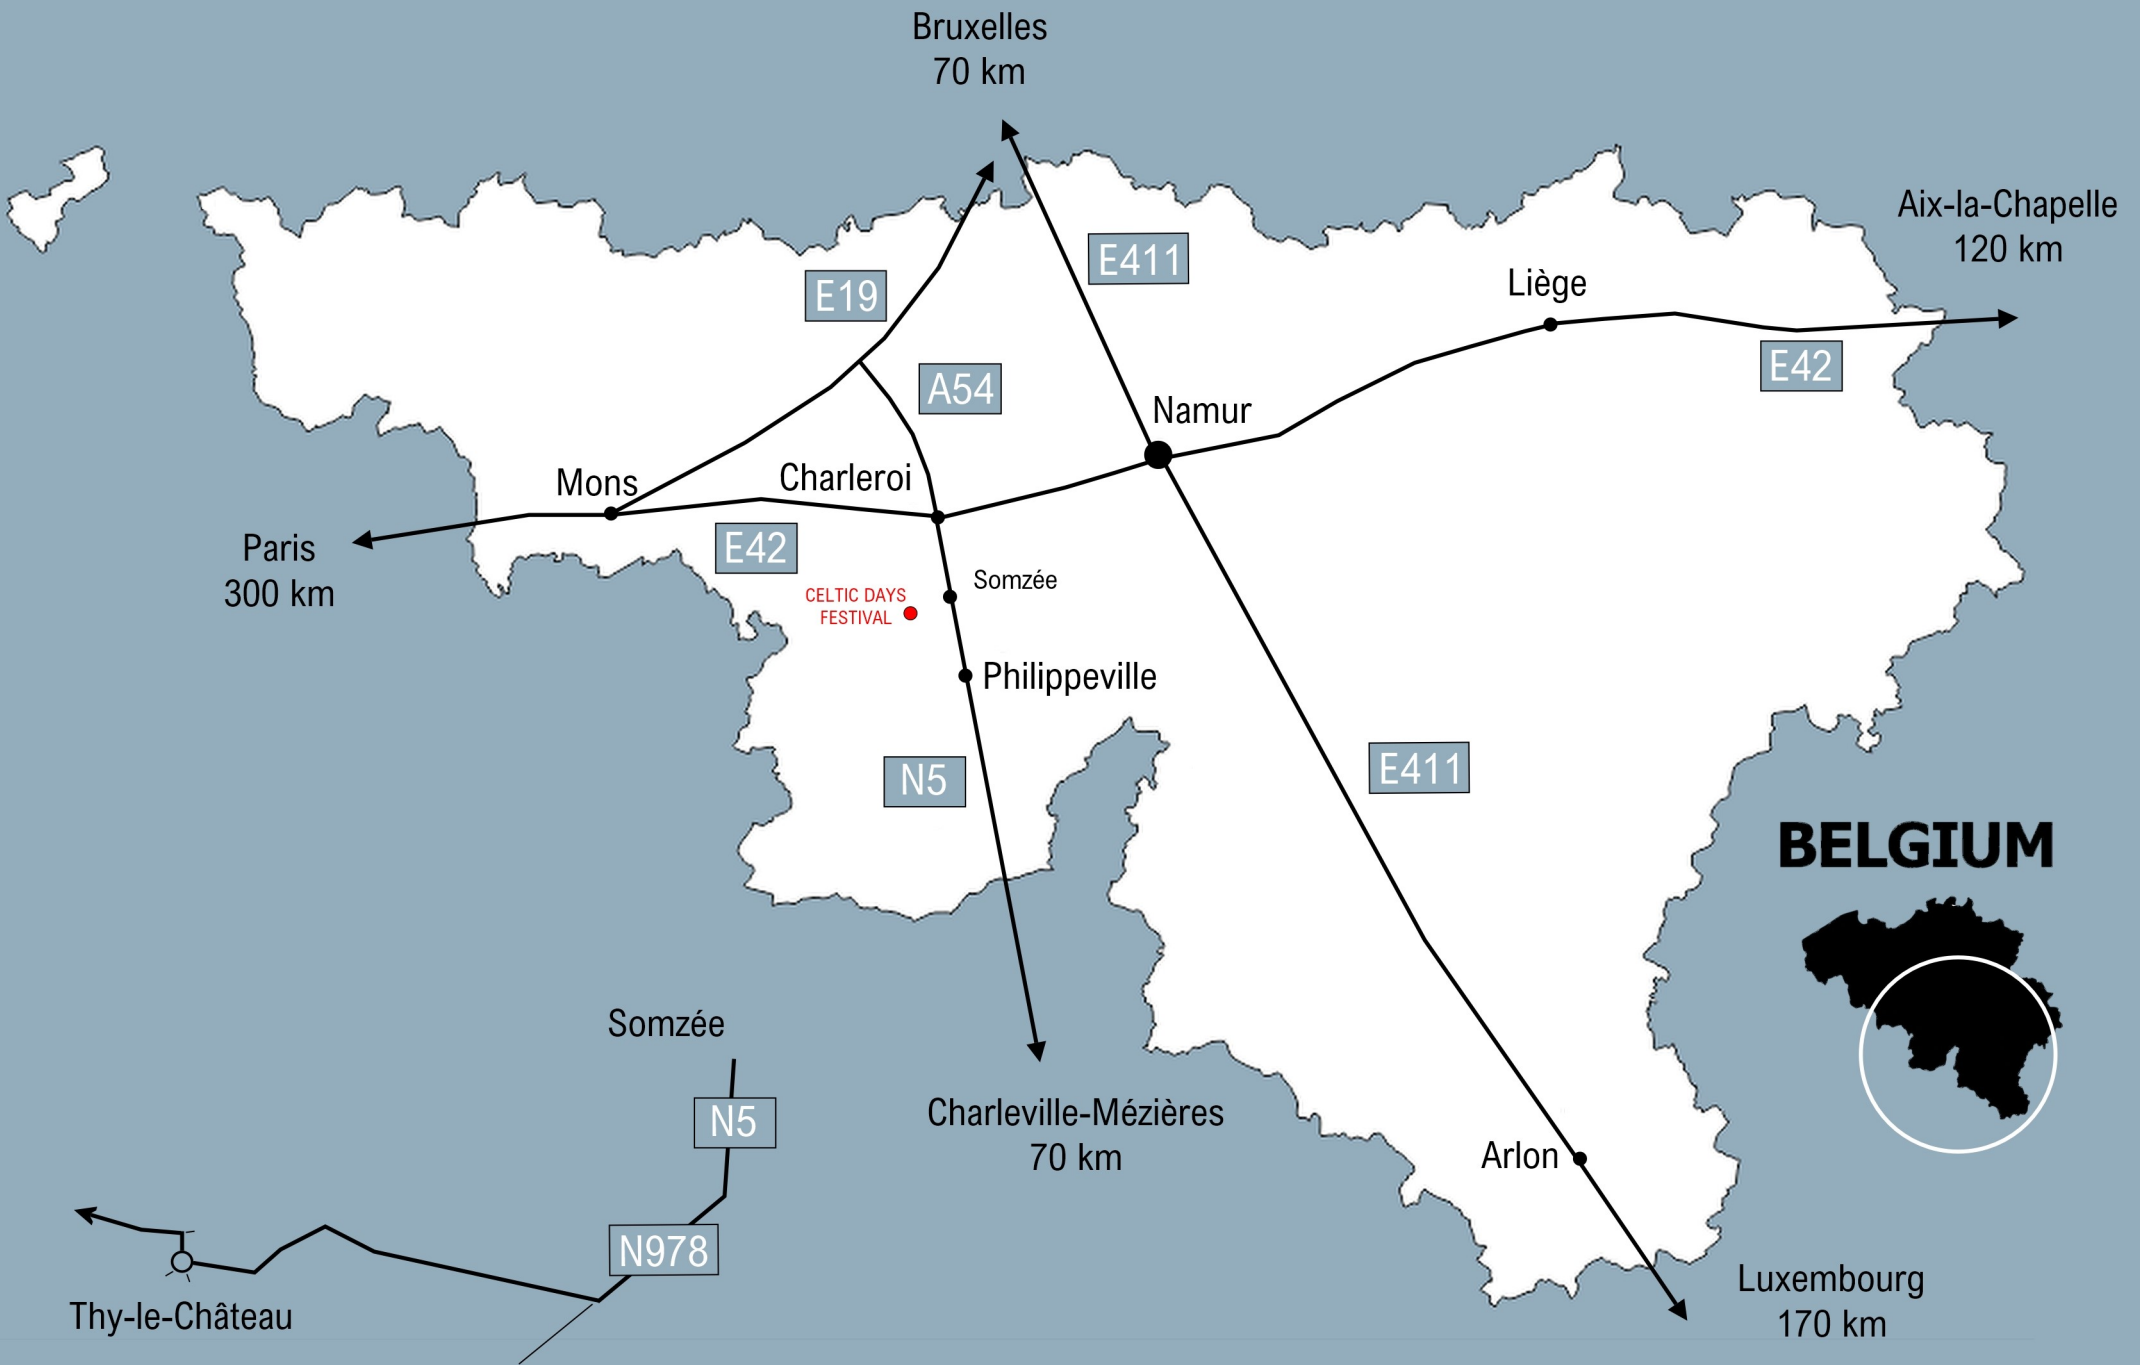 Bruxelles
70 km
Aix-la-Chapelle
120 km
E411
E19
Liège
E42
A54
Namur
Mons
Charleroi
Paris
300 km
E42
Somzée
CELTIC DAYS
FESTIVAL
Philippeville
N5
E411
BELGIUM
Somzée
N5
N978
Thy-le-Château
Charleville-Mézières
70 km
Arlon
Luxembourg
170 km